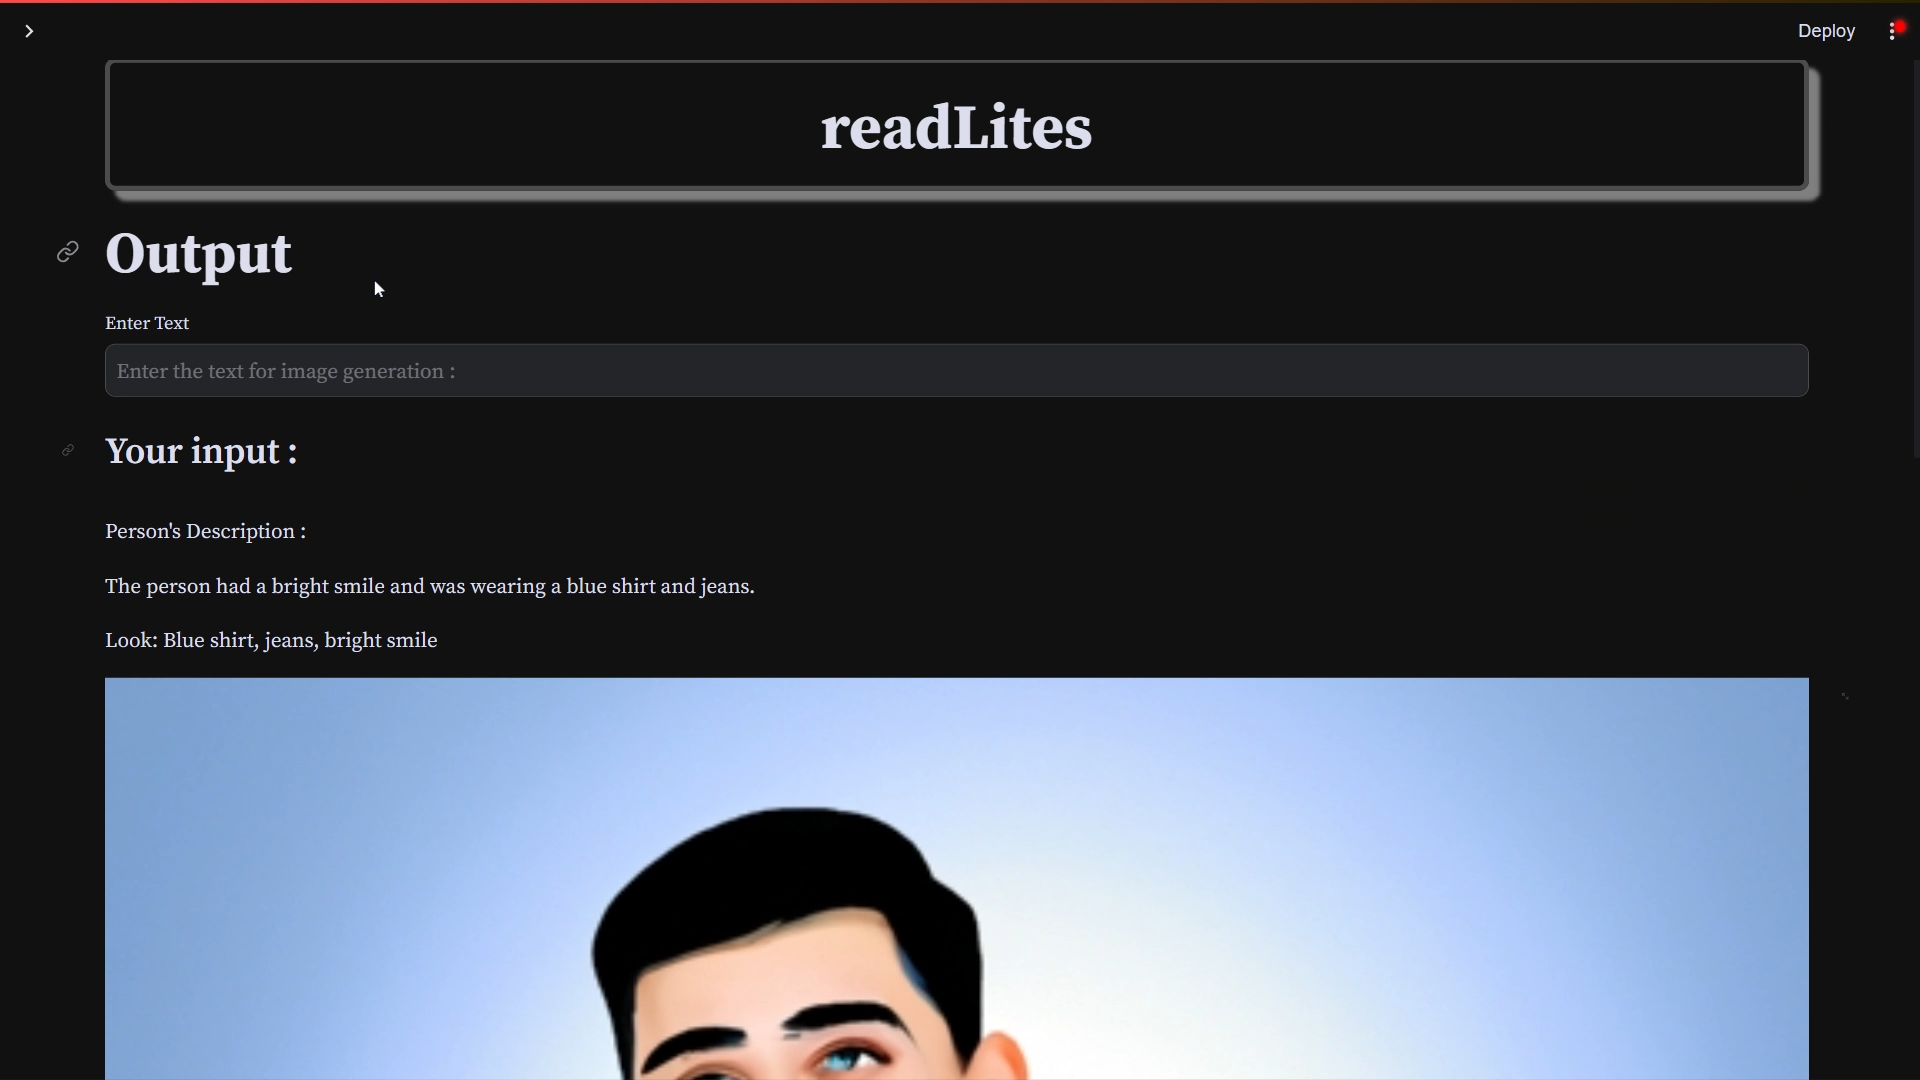 Deploy
readLites
Output
Enter Text
Enter the text for image generation :
Your input :
Person's Description :
The person had a bright smile and was wearing a blue shirt and jeans.
Look: Blue shirt, jeans, bright smile